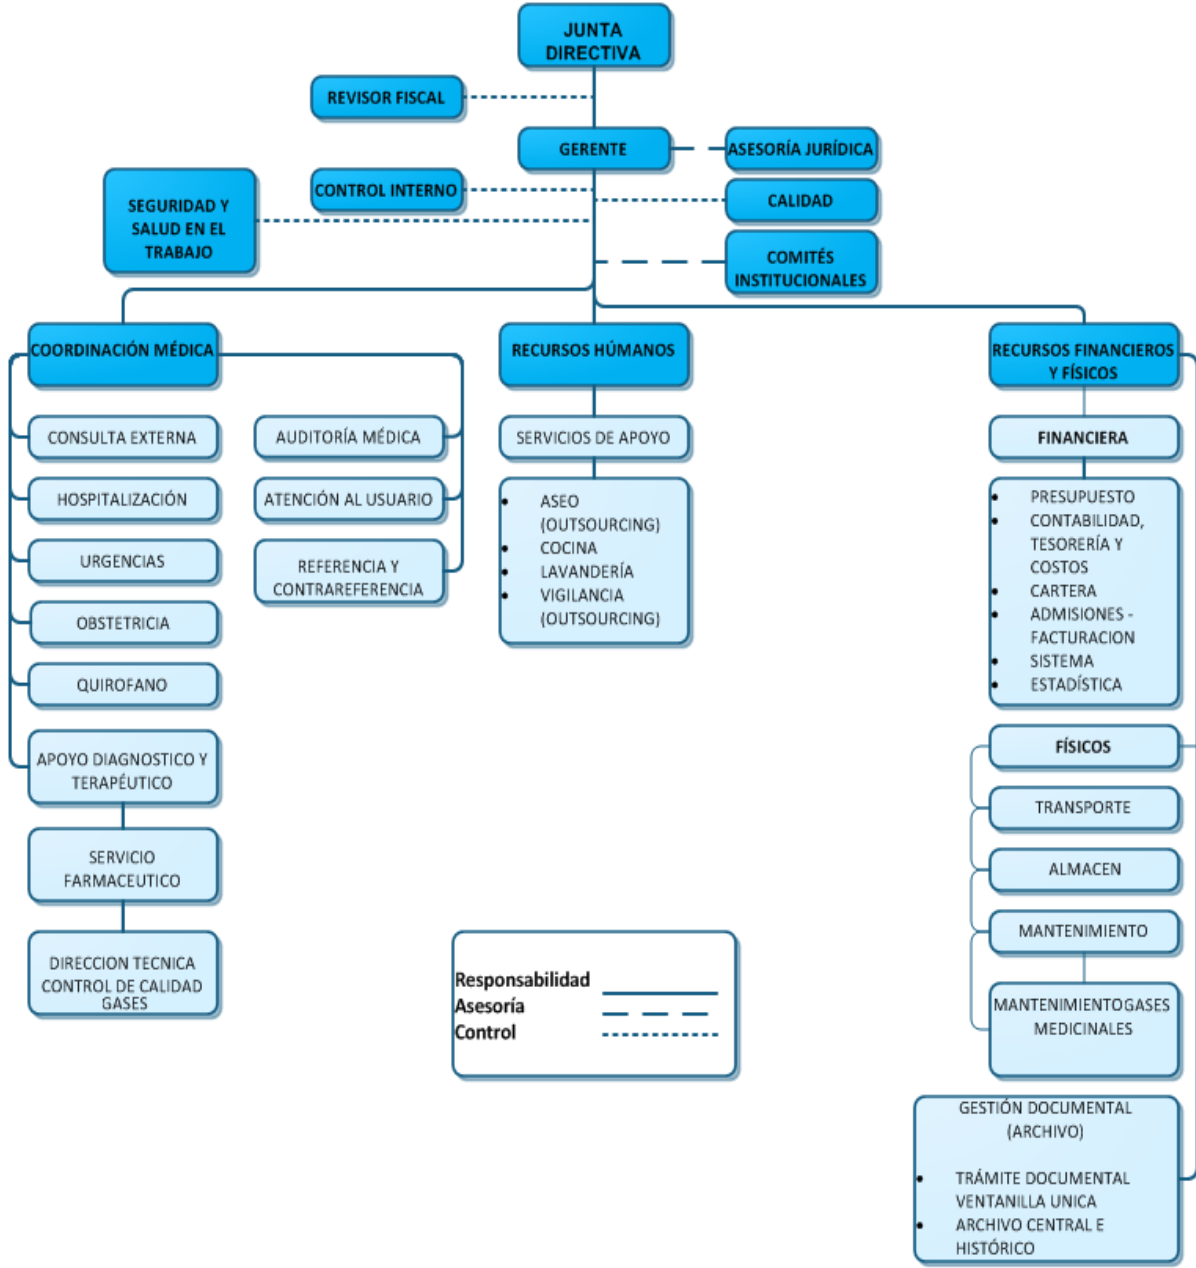 JUNTA
DIRECTIVA
REVISOR FISCAL
GERENTE
ASESORÍA JURÍDICA
CONTROL INTERNO
CALIDAD
SEGURIDAD Y
SALUD EN EL
TRABAJO
COMITÉS
INSTITUCIONALES
COORDINACIÓN MÉDICA
CONSULTA EXTERNA
HOSPITALIZACIÓN
URGENCIAS
OBSTETRICIA
QUIROFANO
APOYO DIAGNOSTICO Y
TERAPÉUTICO
SERVICIO
FARMACEUTICO
DIRECCION TECNICA
CONTROL DE CALIDAD
GASES
AUDITORÍA MÉDICA
ATENCIÓN AL USUARIO
REFERENCIA Y
CONTRAREFERENCIA
RECURSOS HÚMANOS
SERVICIOS DE APOYO
• ASEO
(OUTSOURCING)
• COCINA
• LAVANDERÍA
• VIGILANCIA
(OUTSOURCING)
RECURSOS FINANCIEROS
Y FÍSICOS
FINANCIERA
• PRESUPUESTO
• CONTABILIDAD,
TESORERÍA Y
COSTOS
• CARTERA
• ADMISIONES -
FACTURACION
• SISTEMA
• ESTADÍSTICA
FÍSICOS
TRANSPORTE
ALMACEN
MANTENIMIENTO
MANTENIMIENTOGASES
MEDICINALES
GESTIÓN DOCUMENTAL
(ARCHIVO)
• TRÁMITE DOCUMENTAL
VENTANILLA UNICA
• ARCHIVO CENTRAL E
HISTÓRICO
Responsabilidad
Asesoría
Control